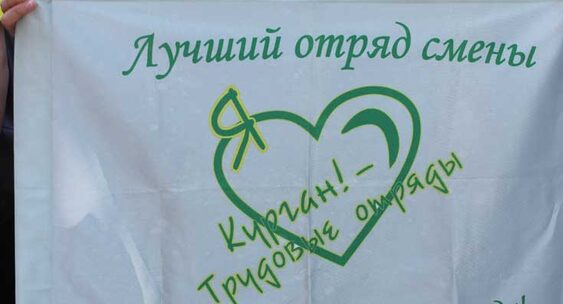 Лучший отряд смены
Я
Курган! -
Трудовые отряды